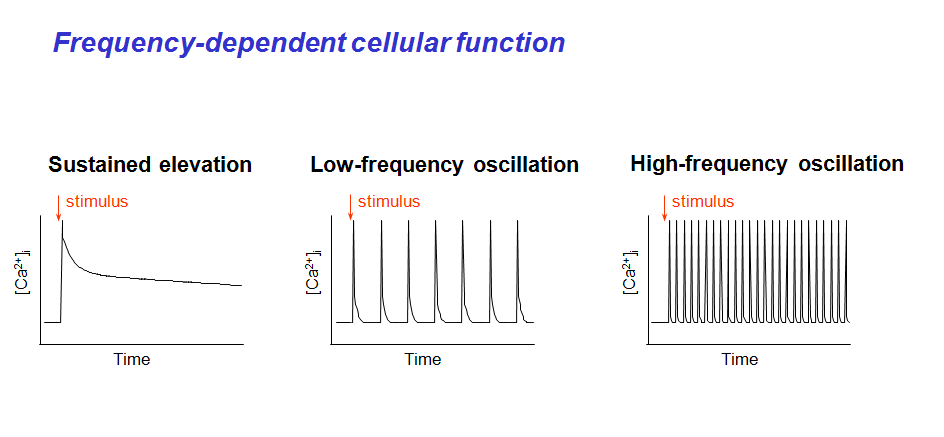 Frequency-dependent cellular function
Sustained elevation
stimulus
[Ca²⁺]i
Time
Low-frequency oscillation
stimulus
[Ca²⁺]i
Time
High-frequency oscillation
stimulus
[Ca²⁺]i
Time